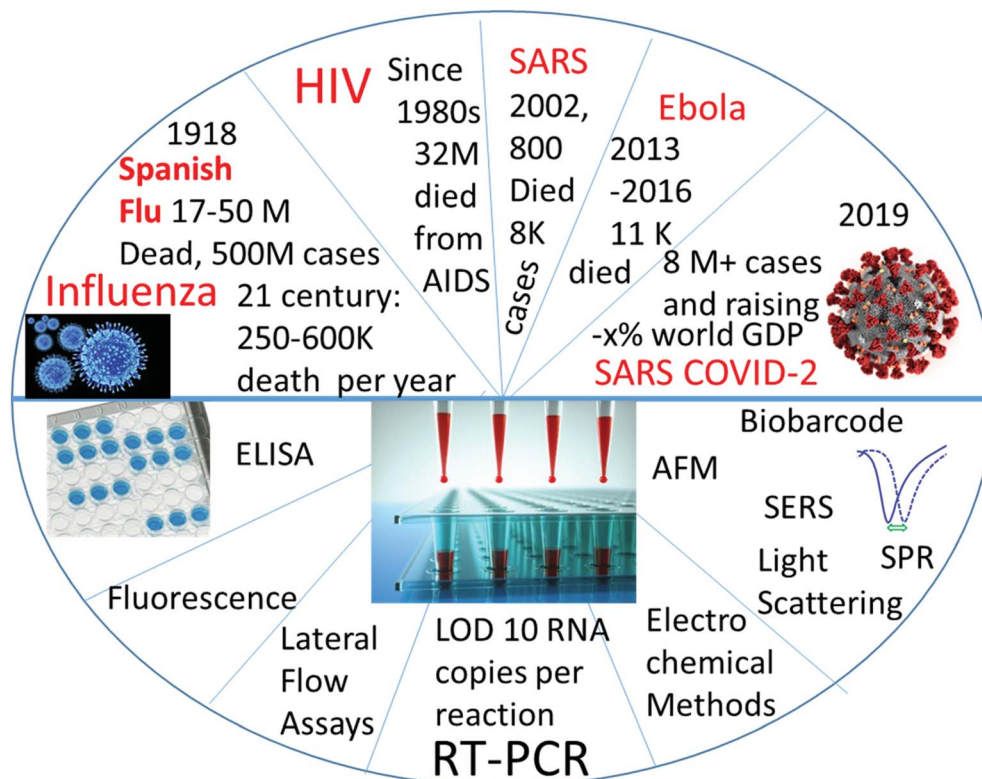 1918
Spanish
Flu 17-50 M
Dead, 500M cases
Influenza
21 century:
250-600K
death per year
HIV
Since
1980s
32M
died
from
AIDS
SARS
2002,
800
Died
8K
cases
Ebola
2013
-2016
11 K
died
2019
8 M+ cases
and raising
-x% world GDP
SARS COVID-2
ELISA
Fluorescence
Lateral
Flow
Assays
LOD 10 RNA
copies per
reaction
RT-PCR
Electro
chemical
Methods
AFM
Biobarcode
SERS
Light
Scattering
SPR